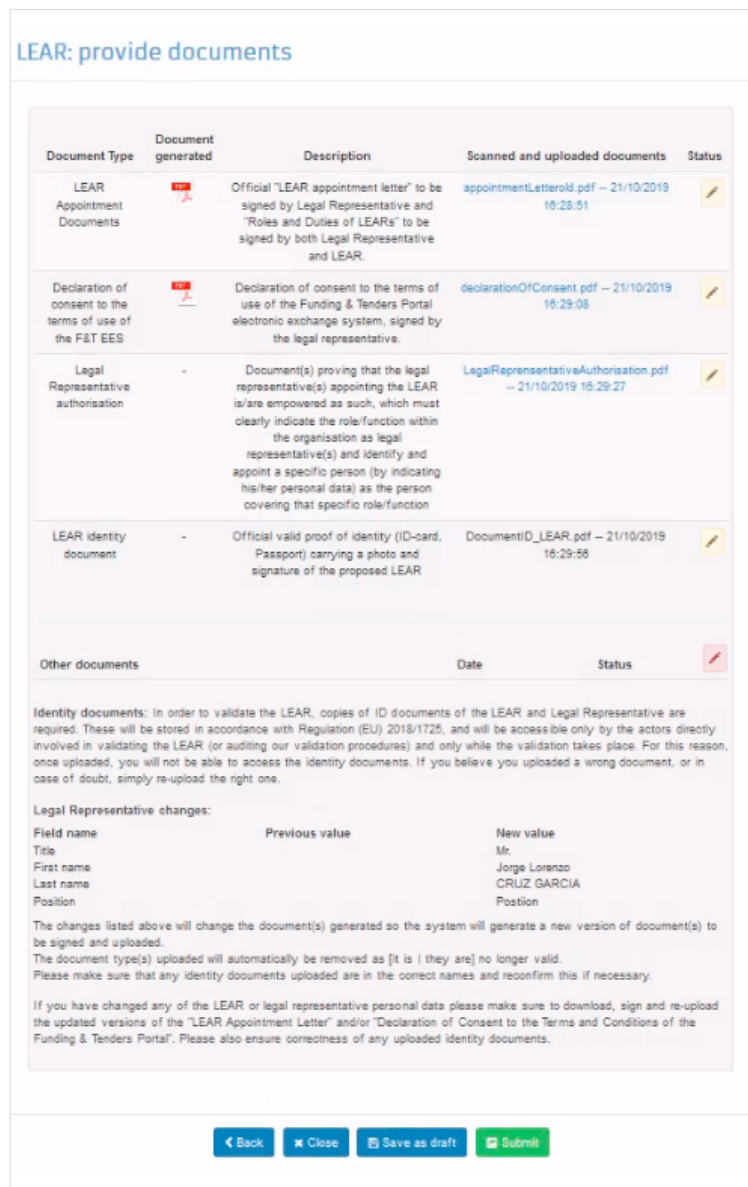 LEAR: provide documents
Document Type
Document generated
Description
Scanned and uploaded documents
Status
LEAR
Appointment
Documents
Official "LEAR appointment letter" to be
signed by Legal Representative and
"Roles and Duties of LEARs" to be
signed by both Legal Representative
and LEAR.
appointmentLetterold.pdf -- 21/10/2019
16:28:51
Declaration of
consent to the
terms of use of
the F&T EES
Declaration of consent to the terms of
use of the Funding & Tenders Portal
electronic exchange system, signed by
the legal representative.
declarationOfConsent.pdf -- 21/10/2019
16:29:08
Legal
Representative
authorisation
-
Document(s) proving that the legal
representative(s) appointing the LEAR
is/are empowered as such, which must
clearly indicate the role/function within
the organisation as legal
representative(s) and identify and
appoint a specific person (by indicating
his/her personal data) as the person
covering that specific role/function
LegalReprensentativeAuthorisation.pdf
-- 21/10/2019 16:29:27
LEAR identity
document
-
Official valid proof of identity (ID-card,
Passport) carrying a photo and
signature of the proposed LEAR
DocumentID_LEAR.pdf -- 21/10/2019
16:29:56
Other documents Date Status
Identity documents: In order to validate the LEAR, copies of ID documents of the LEAR and Legal Representative are
required. These will be stored in accordance with Regulation (EU) 2018/1725, and will be accessible only by the actors directly
involved in validating the LEAR (or auditing our validation procedures) and only while the validation takes place. For this reason,
once uploaded, you will not be able to access the identity documents. If you believe you uploaded a wrong document, or in
case of doubt, simply re-upload the right one.
Legal Representative changes:
Field name Previous value New value
Title Mr.
First name Jorge Lorenzo
Last name CRUZ GARCIA
Position Postiion
The changes listed above will change the document(s) generated so the system will generate a new version of document(s) to
be signed and uploaded.
The document type(s) uploaded will automatically be removed as [it is | they are] no longer valid.
Please make sure that any identity documents uploaded are in the correct names and reconfirm this if necessary.
If you have changed any of the LEAR or legal representative personal data please make sure to download, sign and re-upload
the updated versions of the "LEAR Appointment Letter" and/or "Declaration of Consent to the Terms and Conditions of the
Funding & Tenders Portal". Please also ensure correctness of any uploaded identity documents.
Back Close Save as draft Submit